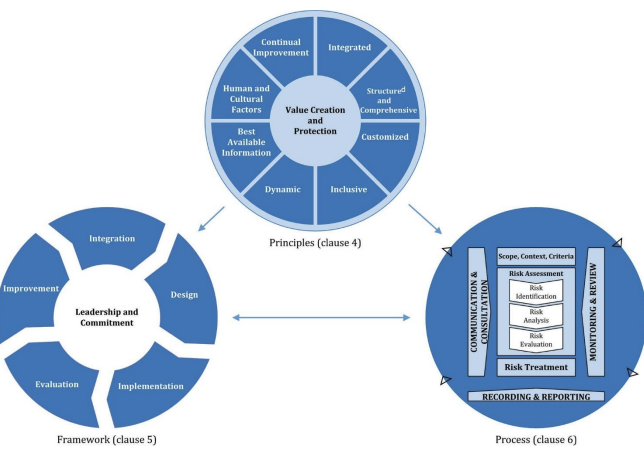 Continual
Improvement
Integrated
Human and
Cultural
Factors
Structured
and
Comprehensive
Value Creation
and
Protection
Best
Available
Information
Customized
Dynamic
Inclusive
Principles (clause 4)
Integration
Improvement
Design
Leadership and
Commitment
Evaluation
Implementation
Framework (clause 5)
Scope, Context, Criteria
Risk Assessment
Risk
Identification
Risk
Analysis
Risk
Evaluation
Risk Treatment
COMMUNICATION &
CONSULTATION
MONITORING & REVIEW
RECORDING & REPORTING
Process (clause 6)